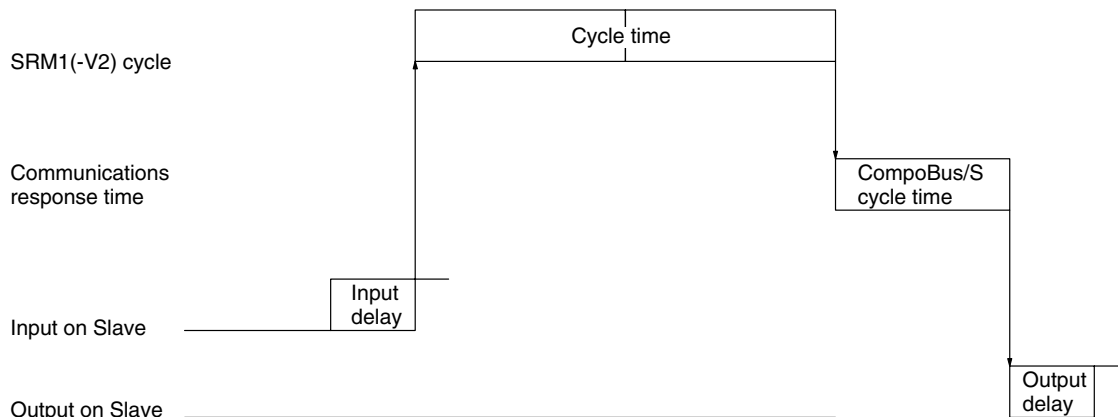 Cycle time
SRM1(-V2) cycle
Communications
response time
CompoBus/S
cycle time
Input
delay
Input on Slave
Output
delay
Output on Slave